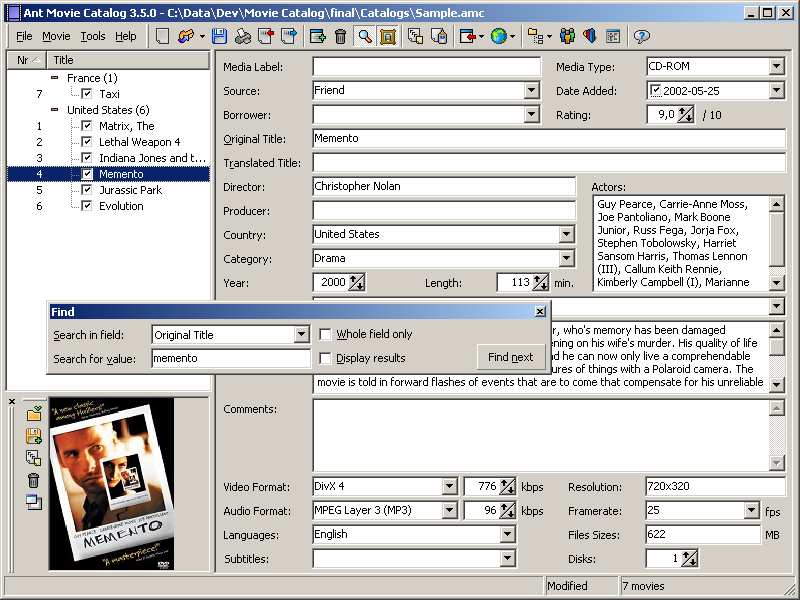 Ant Movie Catalog 3.5.0 - C:\Data\Dev\Movie Catalog\final\Catalogs\Sample.amc
File Movie Tools Help
Nr Title
France (1)
7 Taxi
United States (6)
1 Matrix, The
2 Lethal Weapon 4
3 Indiana Jones and t...
4 Memento
5 Jurassic Park
6 Evolution
Media Label:
Media Type: CD-ROM
Source: Friend
Date Added: 2002-05-25
Borrower:
Rating: 9,0 / 10
Original Title: Memento
Translated Title:
Director: Christopher Nolan
Actors:
Producer:
Country: United States
Category: Drama
Year: 2000 Length: 113 min.
Guy Pearce, Carrie-Anne Moss,
Joe Pantoliano, Mark Boone
Junior, Russ Fega, Jorja Fox,
Stephen Tobolowsky, Harriet
Sansom Harris, Thomas Lennon
(III), Callum Keith Rennie,
Kimberly Campbell (I), Marianne
Find
Search in field: Original Title
Whole field only
Search for value: memento
Display results
Find next
r, who's memory has been damaged
ening on his wife's murder. His quality of life
nd he can now only live a comprehendable
ures of things with a Polaroid camera. The
movie is told in forward flashes of events that are to come that compensate for his unreliable
Comments:
"A new classic
among thrillers."
MEMENTO
"A masterpiece!"
Video Format: DivX 4 776 kbps
Resolution: 720x320
Audio Format: MPEG Layer 3 (MP3) 96 kbps
Framerate: 25 fps
Languages: English
Files Sizes: 622 MB
Subtitles:
Disks: 1
Modified
7 movies